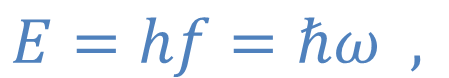 E = hf = ℏω ,